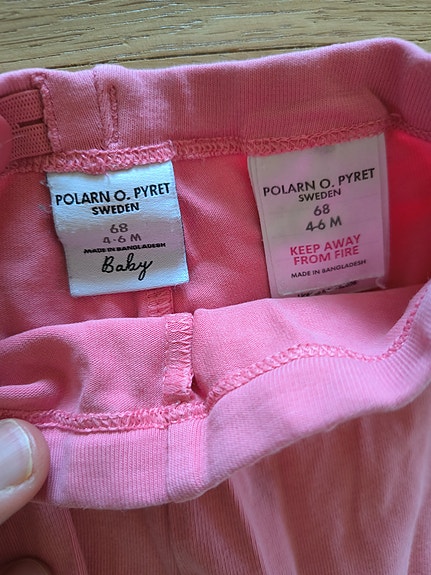 POLARN O. PYRET
SWEDEN
68
4-6 M
MADE IN BANGLADESH
Baby
POLARN O. PYRET
SWEDEN
68
4-6 M
KEEP AWAY
FROM FIRE
MADE IN BANGLADESH